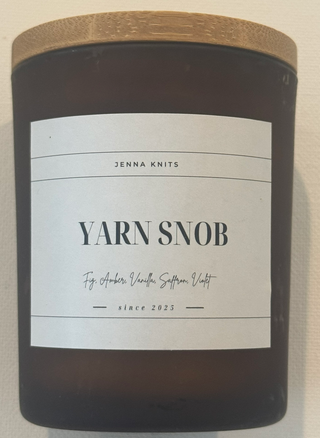 JENNA KNITS
YARN SNOB
Fig, Amber, Vanilla, Saffron, Violet
since 2025